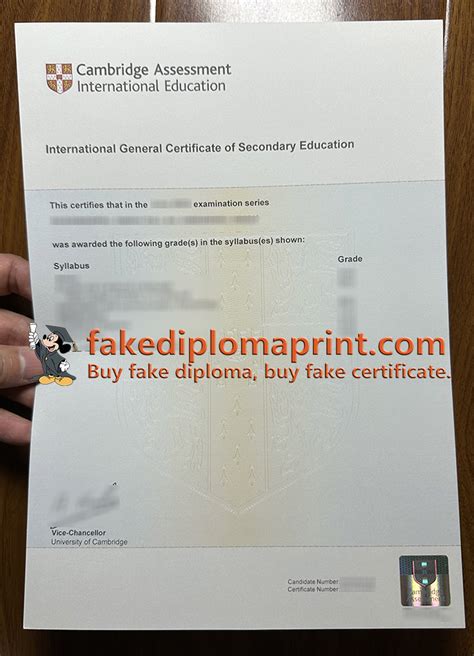 Cambridge Assessment
International Education
International General Certificate of Secondary Education
This certifies that in the examination series
was awarded the following grade(s) in the syllabus(es) shown:
Syllabus Grade
fakediplomaprint.com
Buy fake diploma, buy fake certificate.
Vice-Chancellor
University of Cambridge
Candidate Number
Certificate Number
Cambridge
Assessment